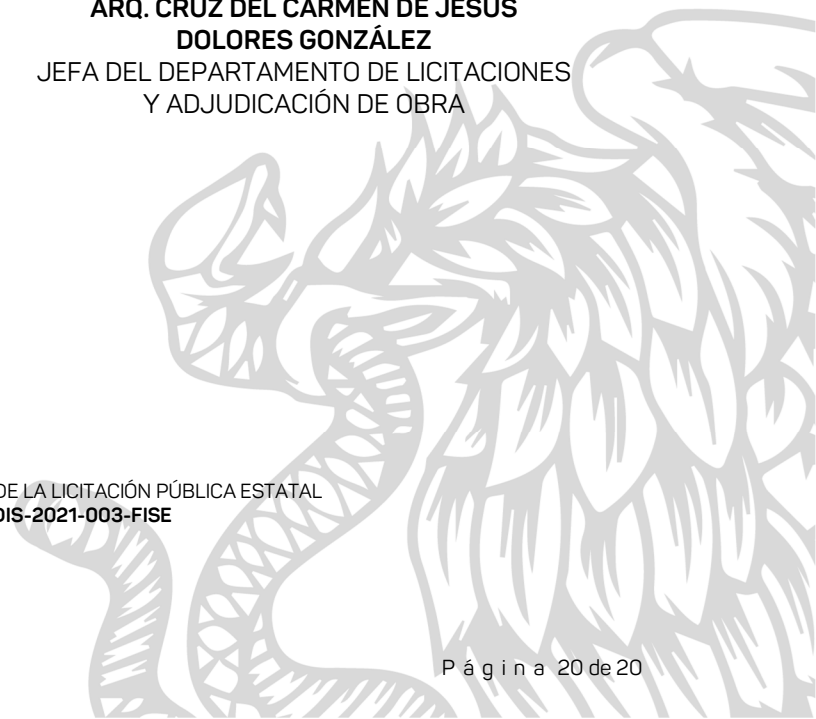 ARQ. CRUZ DEL CARMEN DE JESÚS
DOLORES GONZÁLEZ
JEFA DEL DEPARTAMENTO DE LICITACIONES
Y ADJUDICACIÓN DE OBRA
DE LA LICITACIÓN PÚBLICA ESTATAL
DIS-2021-003-FISE
P á g i n a 20 de 20